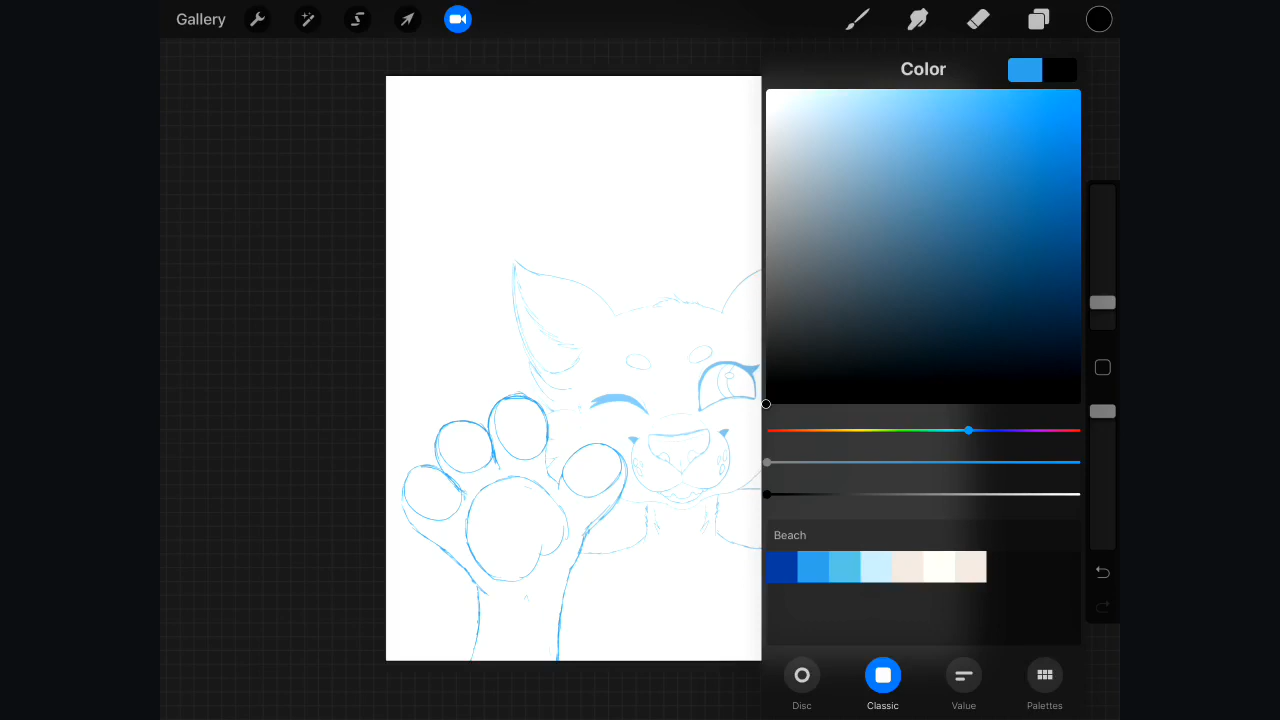 Gallery
Color
Beach
Disc
Classic
Value
Palettes